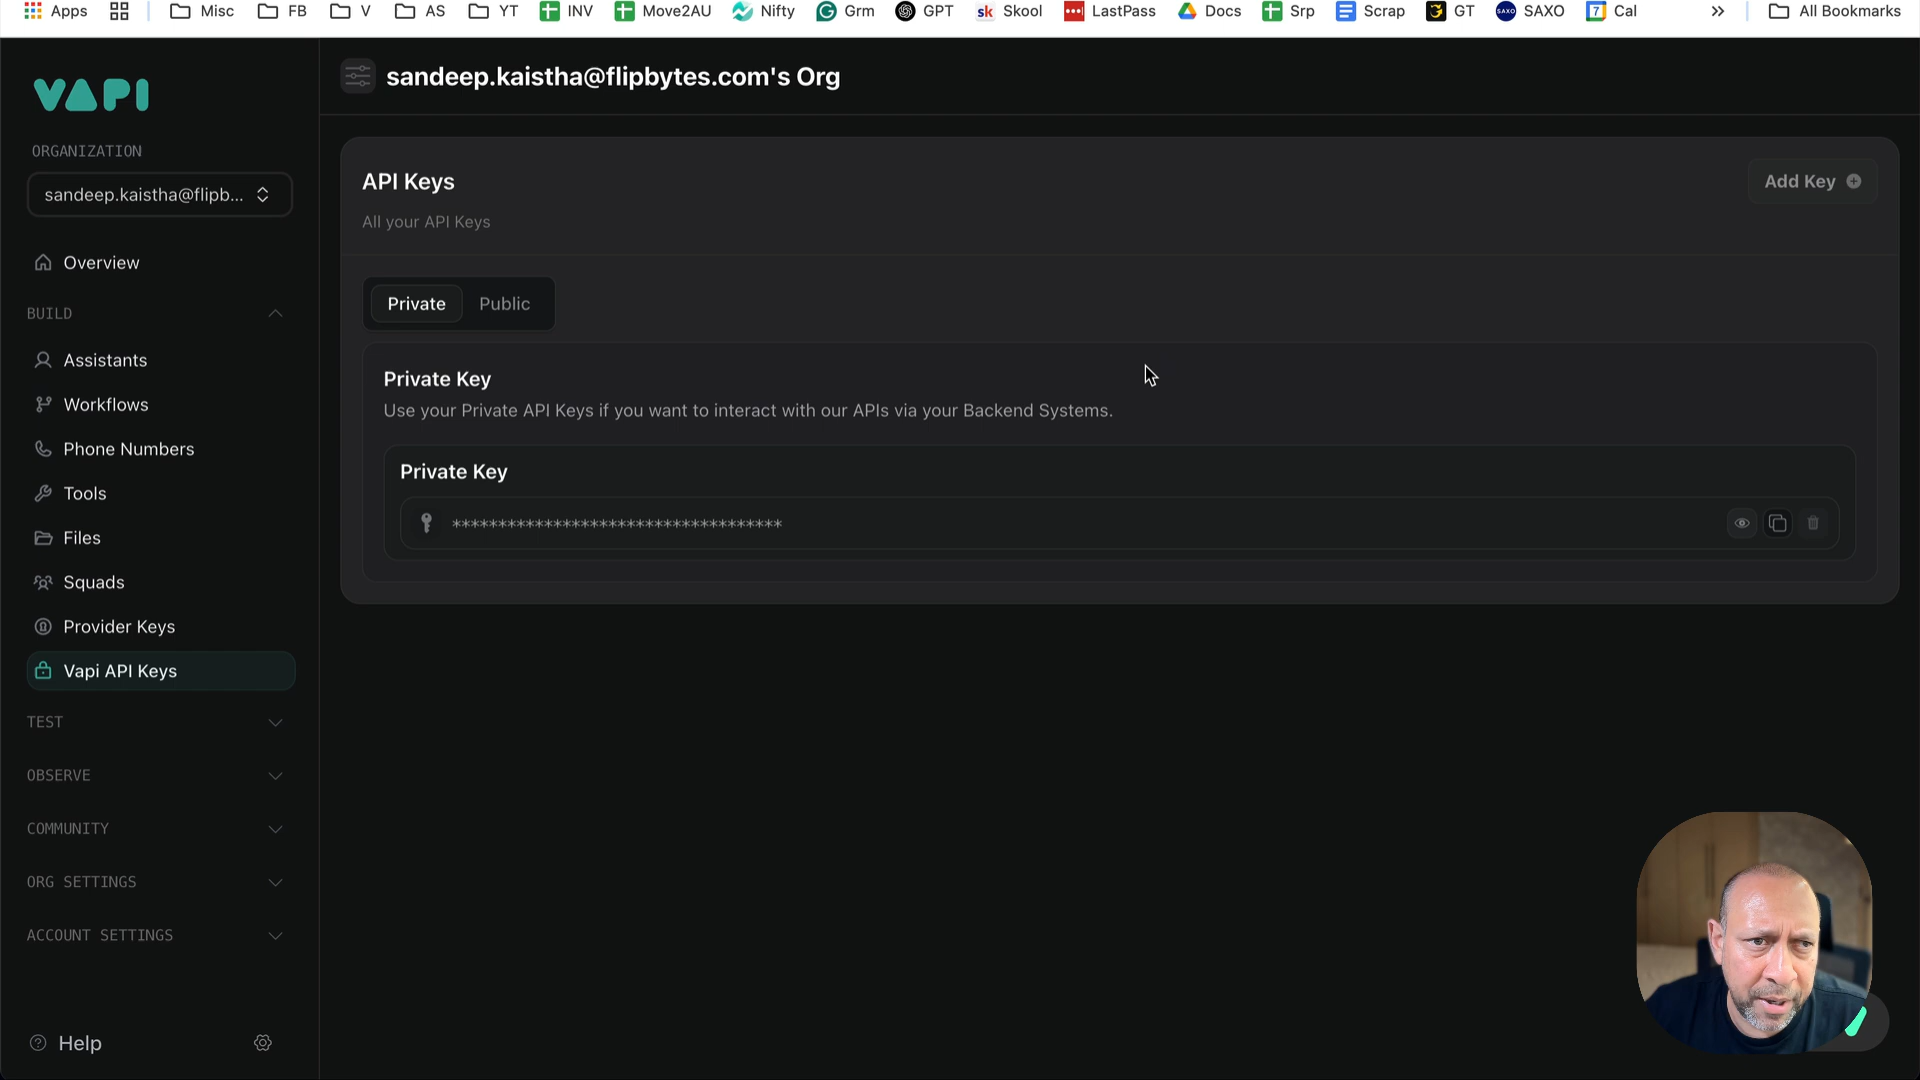 Apps Misc FB V AS YT INV Move2AU Nifty Grm GPT sk Skool LastPass Docs Srp Scrap GT SAXO SAXO 7 Cal All Bookmarks
VAPI
sandeep.kaistha@flipbytes.com's Org
ORGANIZATION
sandeep.kaistha@flipb...
Overview
BUILD
Assistants
Workflows
Phone Numbers
Tools
Files
Squads
Provider Keys
Vapi API Keys
TEST
OBSERVE
COMMUNITY
ORG SETTINGS
ACCOUNT SETTINGS
Help
API Keys
Add Key
All your API Keys
Private Public
Private Key
Use your Private API Keys if you want to interact with our APIs via your Backend Systems.
Private Key
************************************